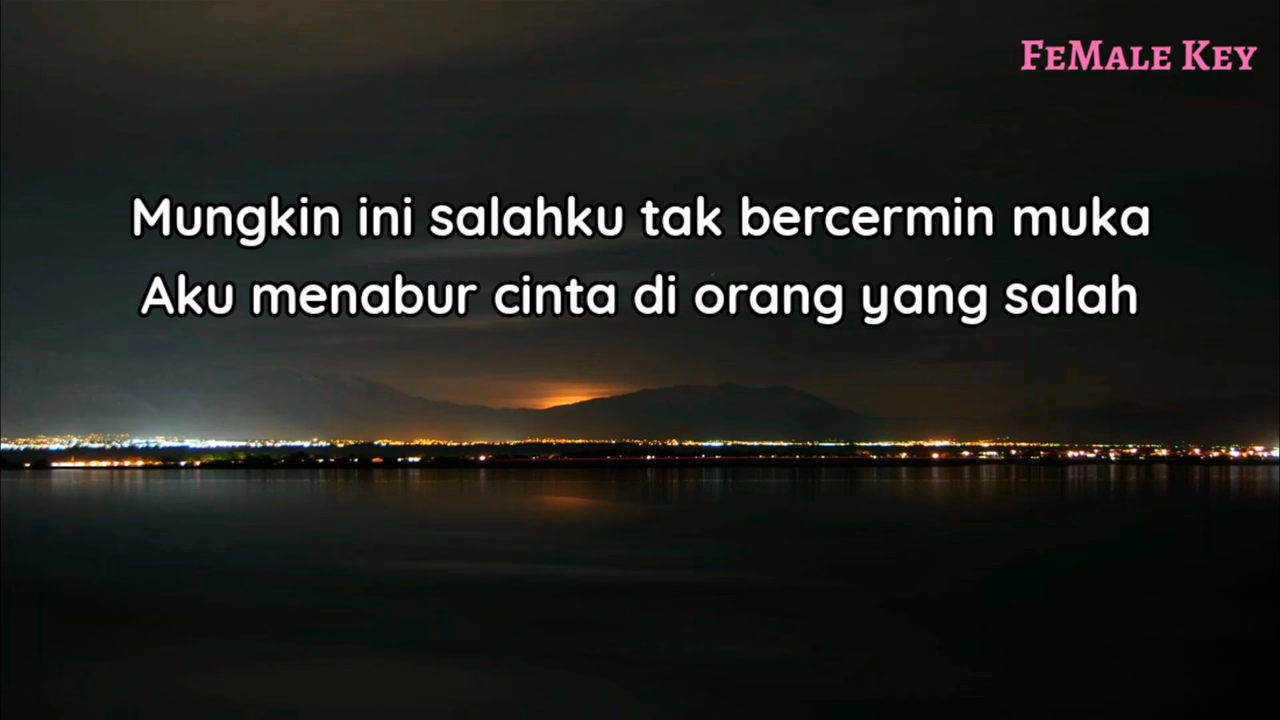 FeMale Key
Mungkin ini salahku tak bercermin muka
Aku menabur cinta di orang yang salah